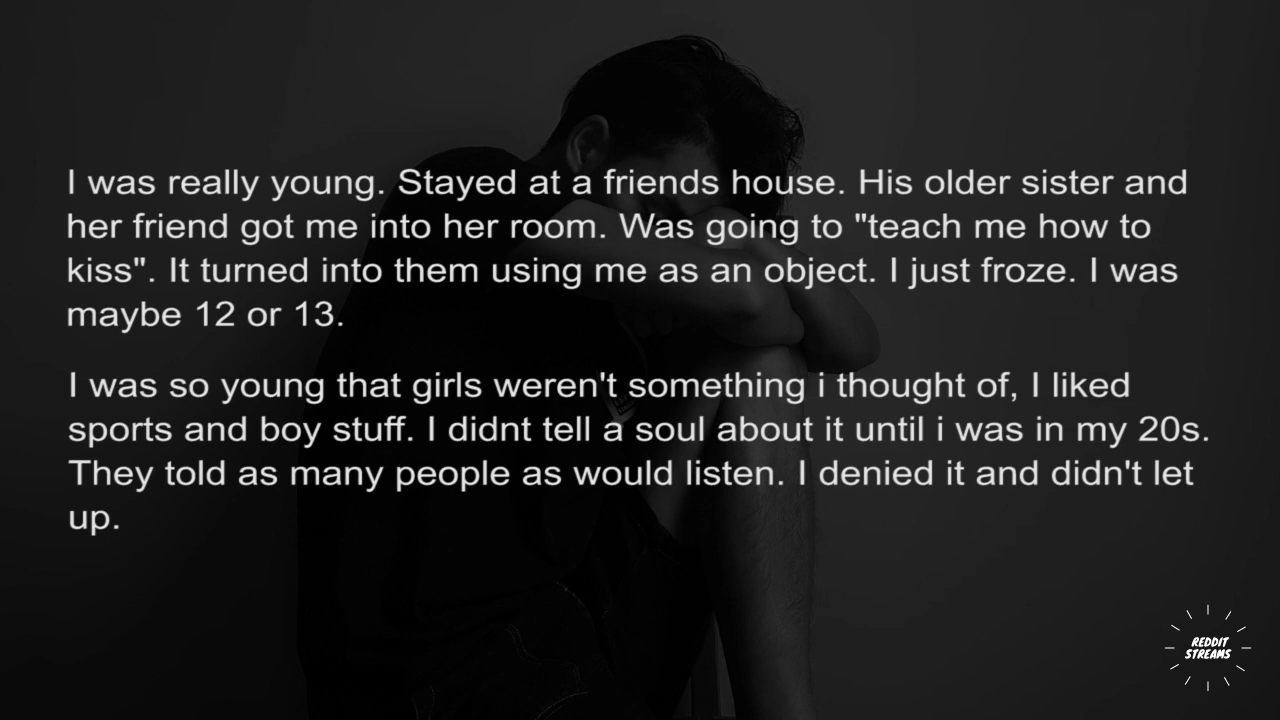 I was really young. Stayed at a friends house. His older sister and
her friend got me into her room. Was going to "teach me how to
kiss". It turned into them using me as an object. I just froze. I was
maybe 12 or 13.
I was so young that girls weren't something i thought of, I liked
sports and boy stuff. I didnt tell a soul about it until i was in my 20s.
They told as many people as would listen. I denied it and didn't let
up.
REDDIT
STREAMS